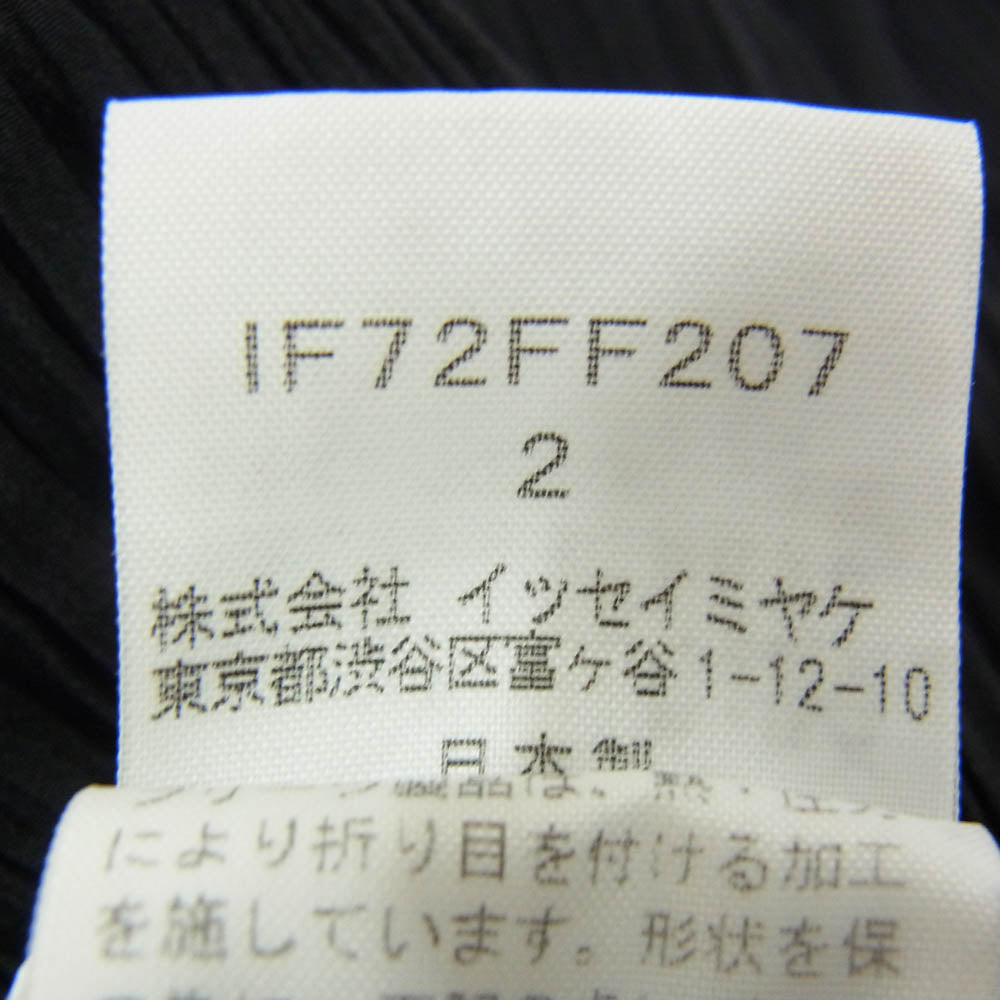 IF72FF207
2
株式会社 イッセイミヤケ
東京都渋谷区富ヶ谷1-12-10
日本製
により折り目を付ける加工
を施しています。形状を保